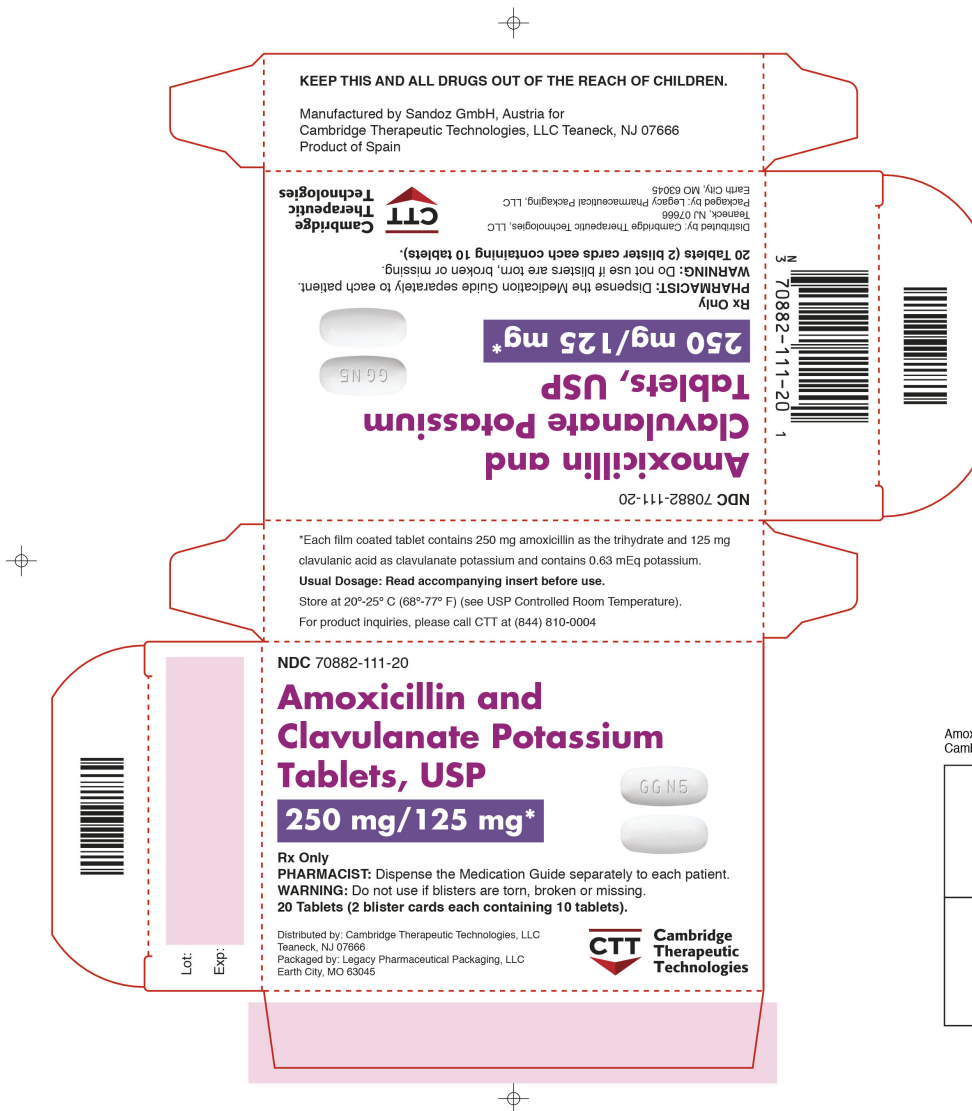 KEEP THIS AND ALL DRUGS OUT OF THE REACH OF CHILDREN.
Manufactured by Sandoz GmbH, Austria for
Cambridge Therapeutic Technologies, LLC Teaneck, NJ 07666
Product of Spain
NDC 70882-111-20
Amoxicillin and
Clavulanate Potassium
Tablets, USP
250 mg/125 mg*
GG N5
Rx Only
PHARMACIST: Dispense the Medication Guide separately to each patient.
WARNING: Do not use if blisters are torn, broken or missing.
20 Tablets (2 blister cards each containing 10 tablets).
Distributed by: Cambridge Therapeutic Technologies, LLC
Teaneck, NJ 07666
Packaged by: Legacy Pharmaceutical Packaging, LLC
Earth City, MO 63045
CTT
Cambridge
Therapeutic
Technologies
N
3 70882-111-20 1
*Each film coated tablet contains 250 mg amoxicillin as the trihydrate and 125 mg
clavulanic acid as clavulanate potassium and contains 0.63 mEq potassium.
Usual Dosage: Read accompanying insert before use.
Store at 20º-25º C (68º-77º F) (see USP Controlled Room Temperature).
For product inquiries, please call CTT at (844) 810-0004
NDC 70882-111-20
Amoxicillin and
Clavulanate Potassium
Tablets, USP
250 mg/125 mg*
GG N5
Rx Only
PHARMACIST: Dispense the Medication Guide separately to each patient.
WARNING: Do not use if blisters are torn, broken or missing.
20 Tablets (2 blister cards each containing 10 tablets).
Distributed by: Cambridge Therapeutic Technologies, LLC
Teaneck, NJ 07666
Packaged by: Legacy Pharmaceutical Packaging, LLC
Earth City, MO 63045
CTT
Cambridge
Therapeutic
Technologies
Lot:
Exp:
Amox
Camb